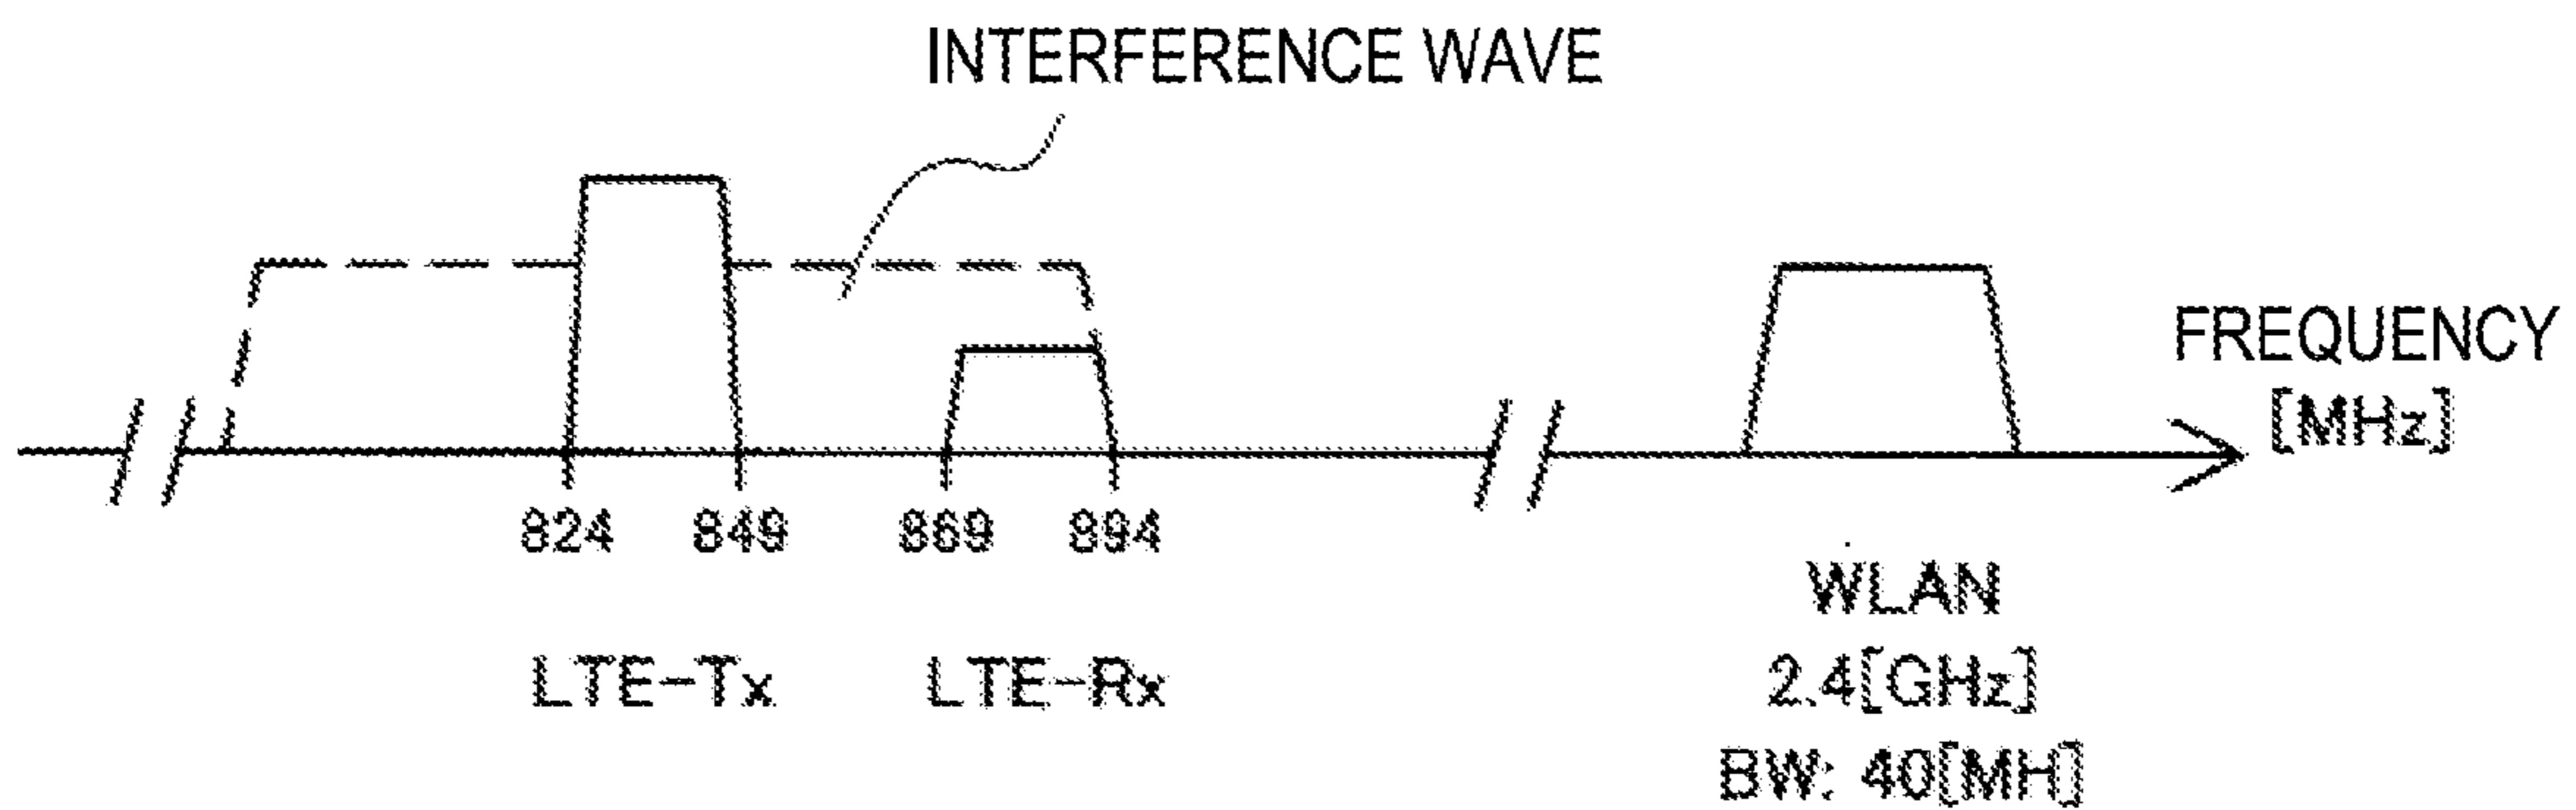 INTERFERENCE WAVE
FREQUENCY
[MHz]
824 849 869 894
WLAN
LTE-Tx LTE-Rx
2.4[GHz]
BW: 40[MH]